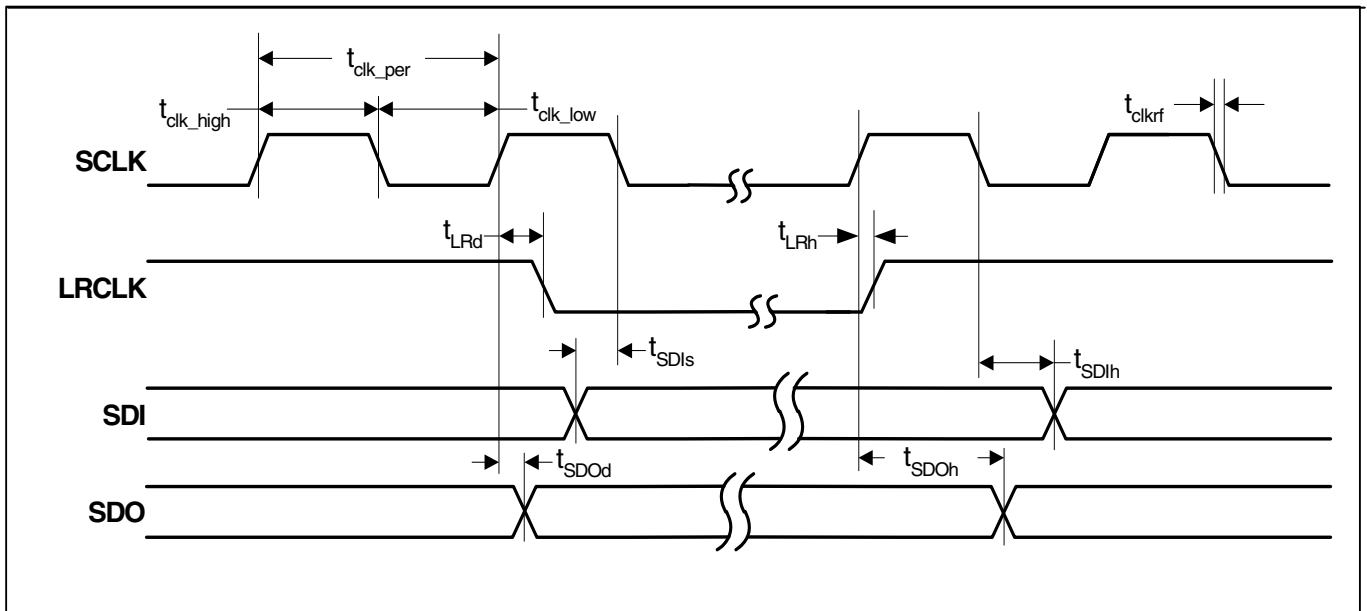 t_clk_per
t_clk_high
t_clk_low
t_clkrf
SCLK
t_LRd
t_LRh
LRCLK
t_SDIs
t_SDIh
SDI
t_SDOd
t_SDOh
SDO